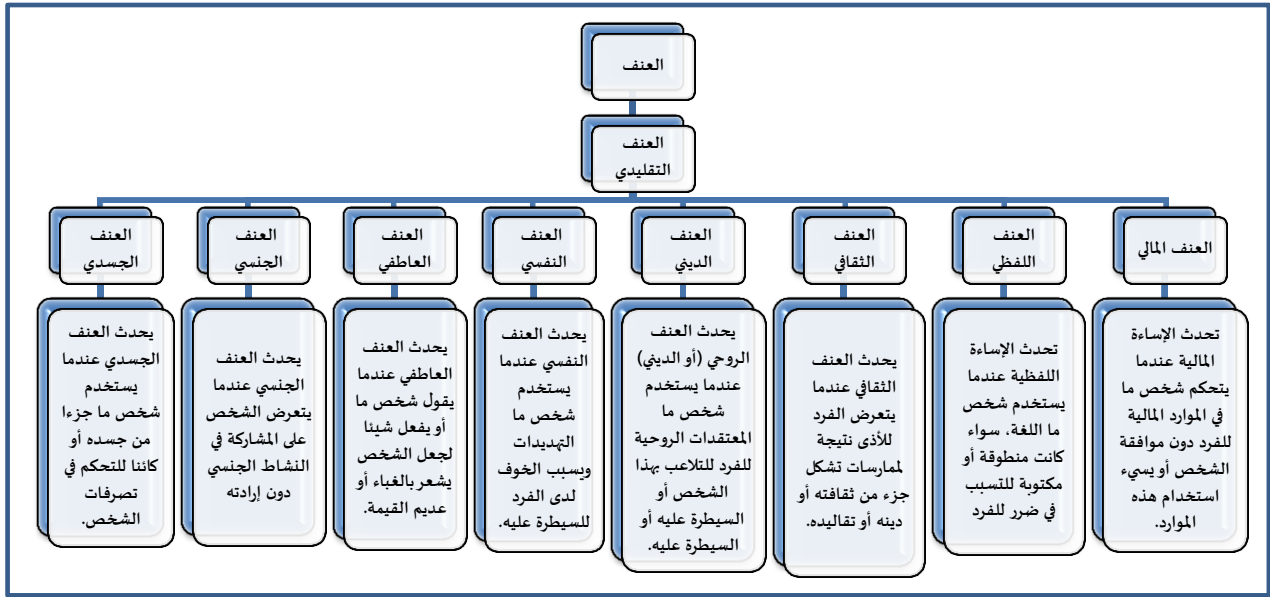 العنف
العنف
التقليدي
العنف المالي
العنف
اللفظي
العنف
الثقافي
العنف
الديني
العنف
النفسي
العنف
العاطفي
العنف
الجنسي
العنف
الجسدي
تحدث الإساءة
المالية عندما
يتحكم شخص ما
في الموارد المالية
للفرد دون موافقة
الشخص أو يسيء
استخدام هذه
الموارد.
تحدث الإساءة
اللفظية عندما
يستخدم شخص
ما اللغة، سواء
كانت منطوقة أو
مكتوبة للتسبب
في ضرر للفرد
يحدث العنف
الثقافي عندما
يتعرض الفرد
للأذى نتيجة
لممارسات تشكل
جزء من ثقافته أو
دينه أو تقاليده.
يحدث العنف
الروحي (أو الديني)
عندما يستخدم
شخص ما
المعتقدات الروحية
للفرد للتلاعب بهذا
الشخص أو
السيطرة عليه أو
السيطرة عليه.
يحدث العنف
النفسي عندما
يستخدم
شخص ما
التهديدات
ويسبب الخوف
لدى الفرد
للسيطرة عليه.
يحدث العنف
العاطفي عندما
يقول شخص ما
أو يفعل شيئا
لجعل الشخص
يشعر بالغباء أو
عديم القيمة.
يحدث العنف
الجنسي عندما
يتعرض الشخص
على المشاركة في
النشاط الجنسي
دون إرادته
يحدث العنف
الجسدي عندما
يستخدم
شخص ما جزءا
من جسده أو
كائنا للتحكم في
تصرفات
الشخص.